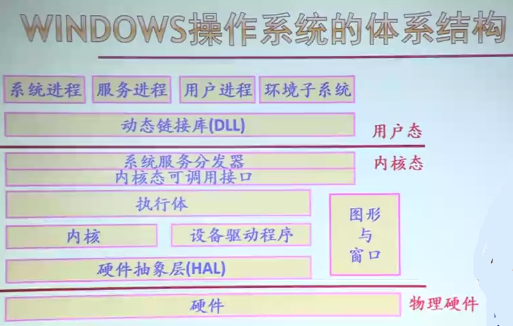 WINDOWS操作系统的体系结构
系统进程 服务进程 用户进程 环境子系统
动态链接库(DLL)
用户态
系统服务分发器
内核态
内核态可调用接口
执行体
图形
与
窗口
内核 设备驱动程序
硬件抽象层(HAL)
硬件
物理硬件